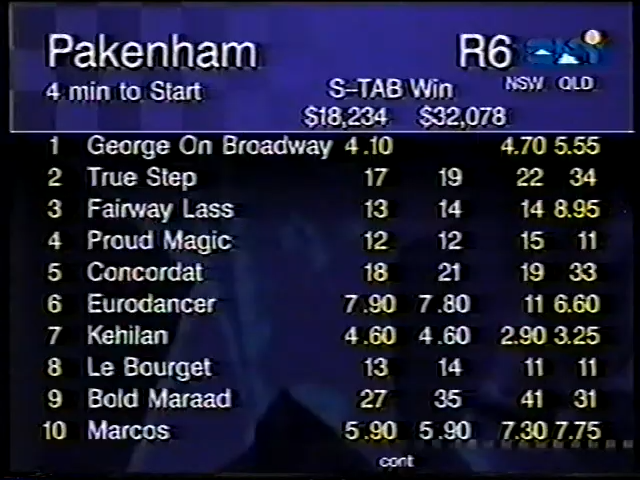 Pakenham R6 SKY
4 min to Start S-TAB Win NSW QLD
$18,234 $32,078
1 George On Broadway 4.10 4.70 5.55
2 True Step 17 19 22 34
3 Fairway Lass 13 14 14 8.95
4 Proud Magic 12 12 15 11
5 Concordat 18 21 19 33
6 Eurodancer 7.90 7.80 11 6.60
7 Kehilan 4.60 4.60 2.90 3.25
8 Le Bourget 13 14 11 11
9 Bold Maraad 27 35 41 31
10 Marcos 5.90 5.90 7.30 7.75
cont